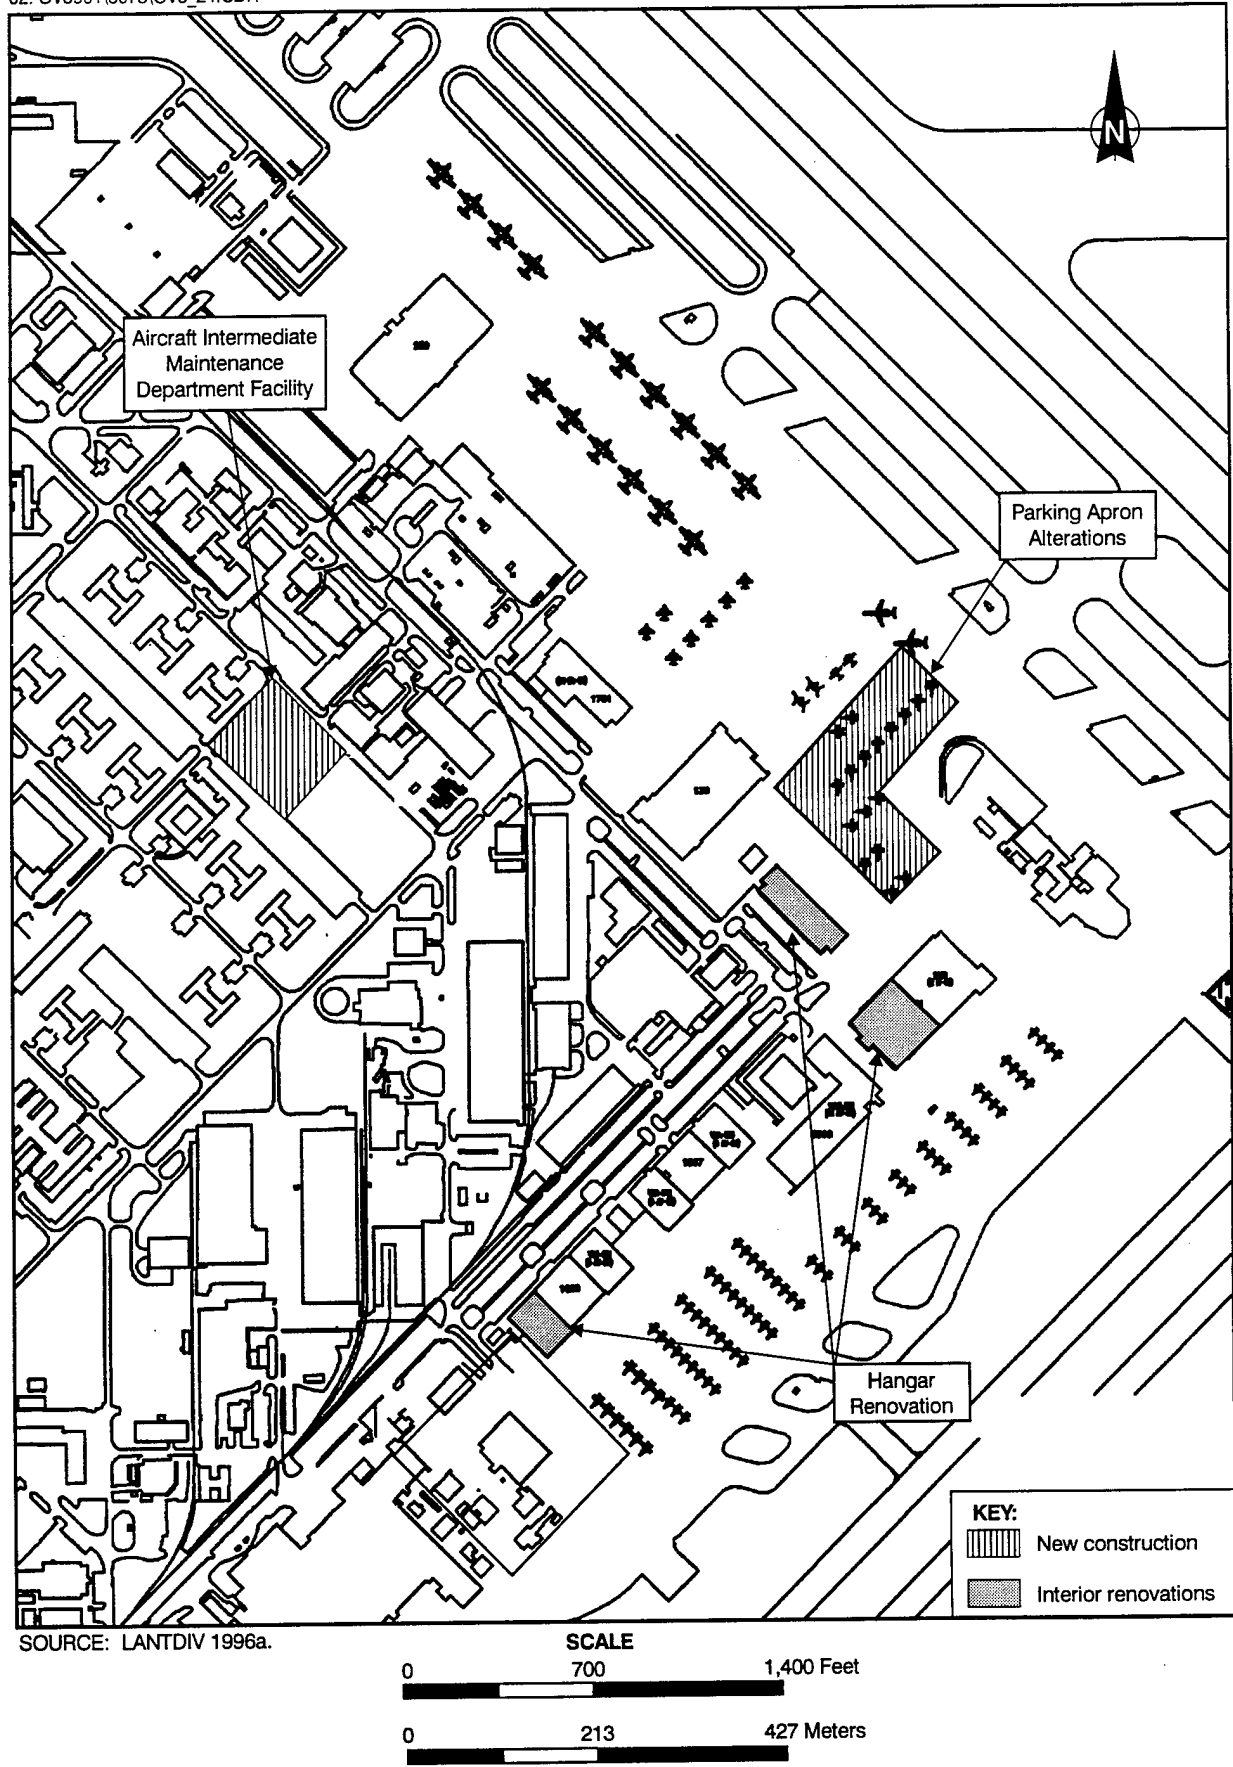 N
Aircraft Intermediate
Maintenance
Department Facility
Parking Apron
Alterations
1701
Hangar
Renovation
KEY:
New construction
Interior renovations
SOURCE: LANTDIV 1996a.
SCALE
0 700 1,400 Feet
0 213 427 Meters